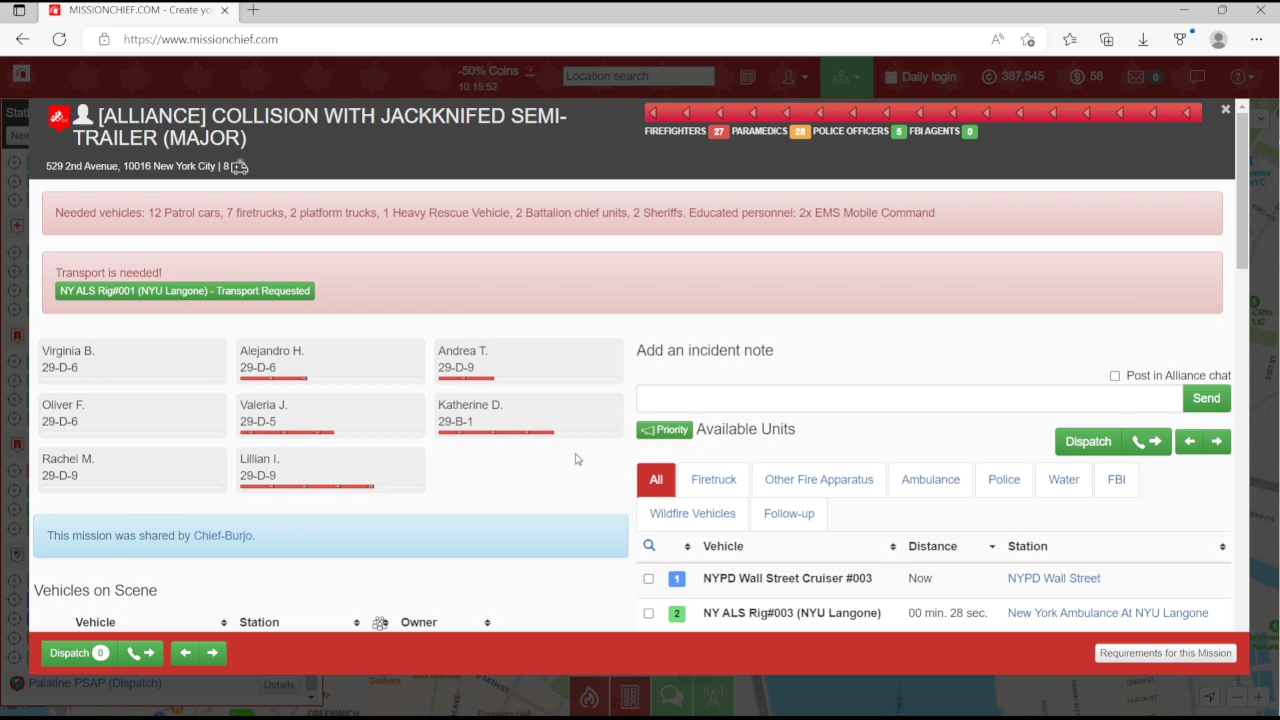 MISSIONCHIEF.COM - Create yo
https://www.missionchief.com
-50% Coins
10:15:52
Location search
Daily login
387,545
58
0
[ALLIANCE] COLLISION WITH JACKKNIFED SEMI-
TRAILER (MAJOR)
529 2nd Avenue, 10016 New York City | 8
FIREFIGHTERS 27 PARAMEDICS 28 POLICE OFFICERS 5 FBI AGENTS 0
Needed vehicles: 12 Patrol cars, 7 firetrucks, 2 platform trucks, 1 Heavy Rescue Vehicle, 2 Battalion chief units, 2 Sheriffs. Educated personnel: 2x EMS Mobile Command
Transport is needed!
NY ALS Rig#001 (NYU Langone) - Transport Requested
Virginia B.
29-D-6
Alejandro H.
29-D-6
Andrea T.
29-D-9
Oliver F.
29-D-6
Valeria J.
29-D-5
Katherine D.
29-B-1
Rachel M.
29-D-9
Lillian I.
29-D-9
This mission was shared by Chief-Burjo.
Vehicles on Scene
Vehicle Station Owner
Add an incident note
Post in Alliance chat
Send
Priority Available Units
Dispatch
All Firetruck Other Fire Apparatus Ambulance Police Water FBI
Wildfire Vehicles Follow-up
Vehicle Distance Station
1 NYPD Wall Street Cruiser #003 Now NYPD Wall Street
2 NY ALS Rig#003 (NYU Langone) 00 min. 28 sec. New York Ambulance At NYU Langone
Dispatch 0
Requirements for this Mission
Palatine PSAP (Dispatch) Details
Gotham
GREENWICH
Founders Hall